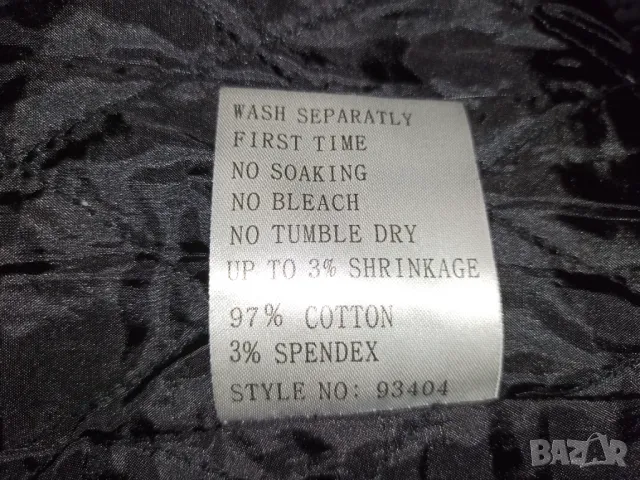 WASH SEPARATLY
FIRST TIME
NO SOAKING
NO BLEACH
NO TUMBLE DRY
UP TO 3% SHRINKAGE
97% COTTON
3% SPENDEX
STYLE NO: 93404
BAZAR